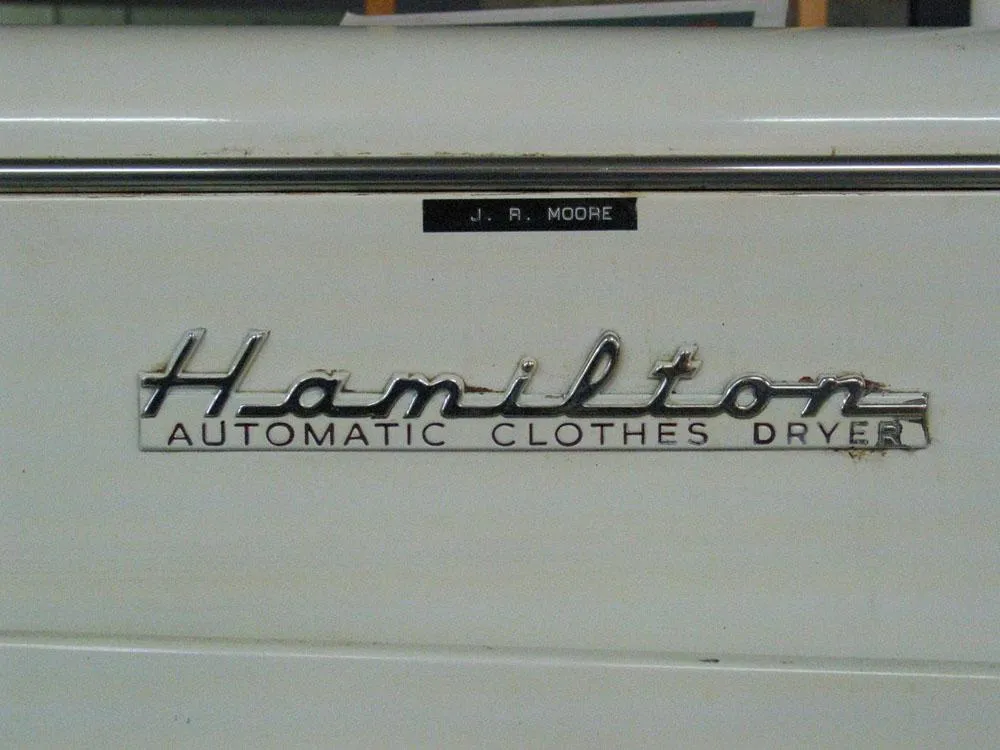 J. R. MOORE
Hamilton
AUTOMATIC CLOTHES DRYER